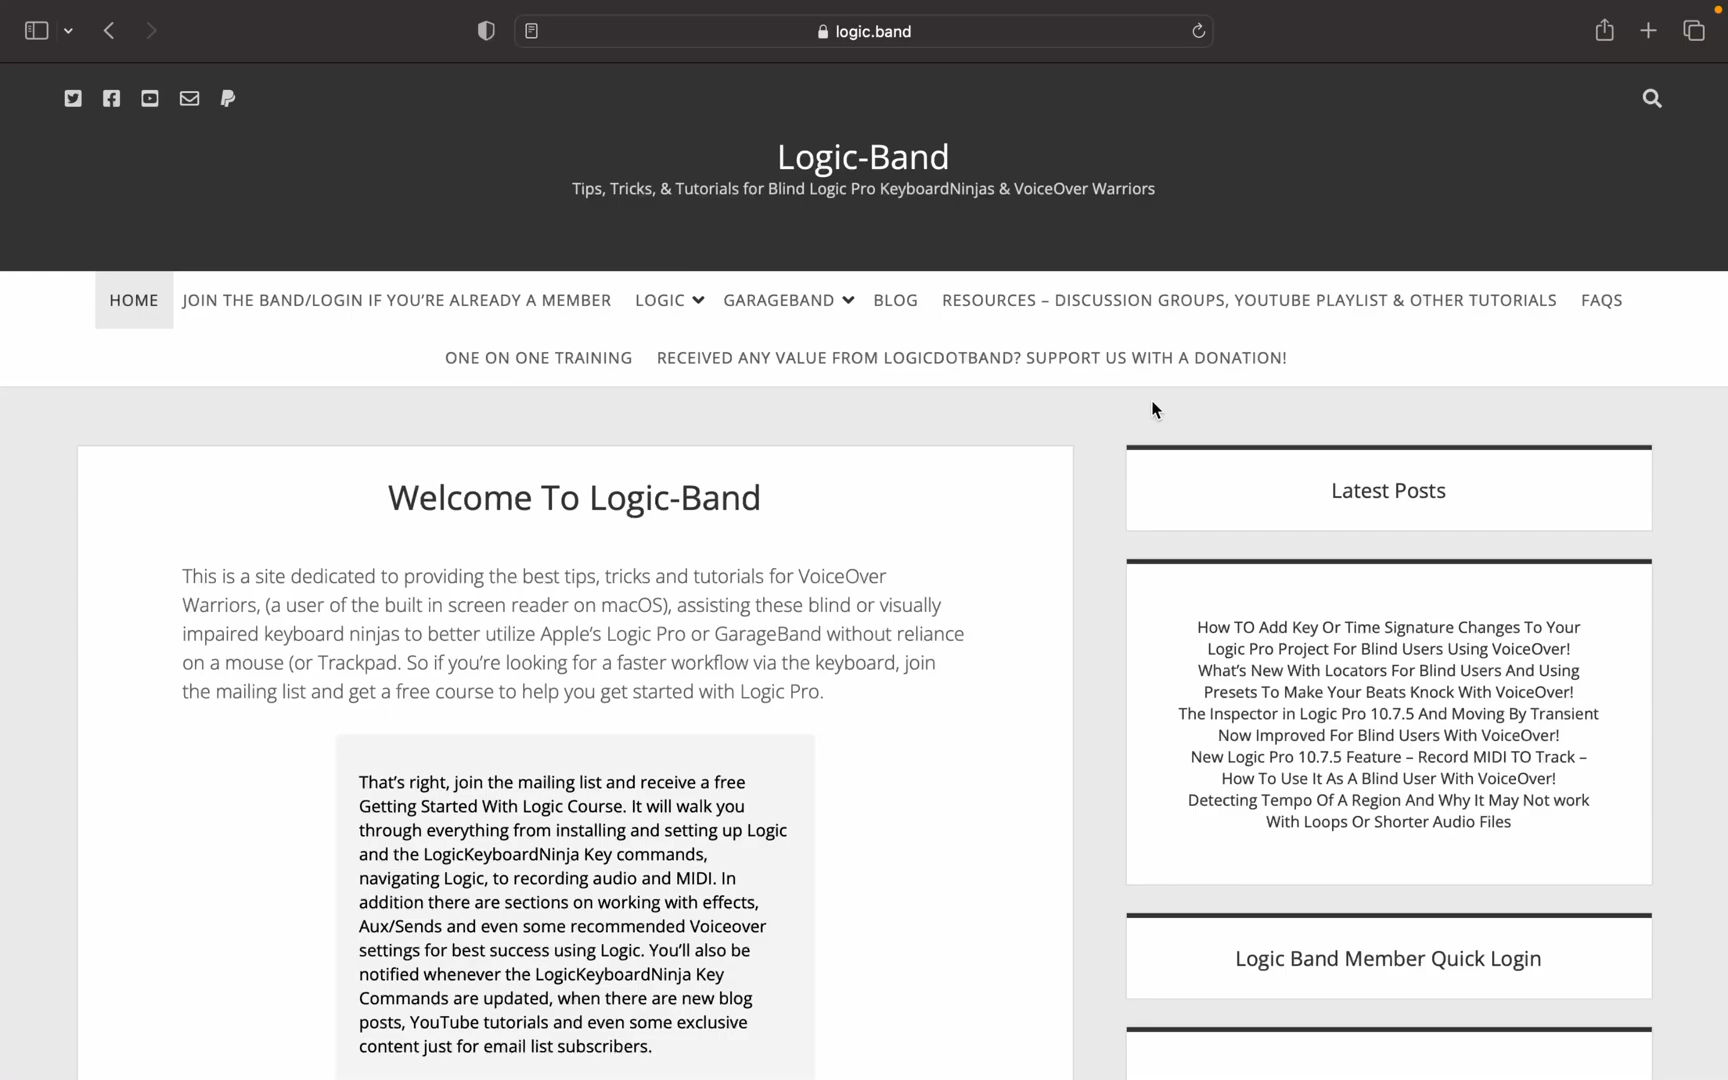 logic.band
Logic-Band
Tips, Tricks, & Tutorials for Blind Logic Pro KeyboardNinjas & VoiceOver Warriors
HOME JOIN THE BAND/LOGIN IF YOU'RE ALREADY A MEMBER LOGIC GARAGEBAND BLOG RESOURCES – DISCUSSION GROUPS, YOUTUBE PLAYLIST & OTHER TUTORIALS FAQS
ONE ON ONE TRAINING RECEIVED ANY VALUE FROM LOGICDOTBAND? SUPPORT US WITH A DONATION!
Welcome To Logic-Band
This is a site dedicated to providing the best tips, tricks and tutorials for VoiceOver
Warriors, (a user of the built in screen reader on macOS), assisting these blind or visually
impaired keyboard ninjas to better utilize Apple's Logic Pro or GarageBand without reliance
on a mouse (or Trackpad. So if you're looking for a faster workflow via the keyboard, join
the mailing list and get a free course to help you get started with Logic Pro.
That's right, join the mailing list and receive a free
Getting Started With Logic Course. It will walk you
through everything from installing and setting up Logic
and the LogicKeyboardNinja Key commands,
navigating Logic, to recording audio and MIDI. In
addition there are sections on working with effects,
Aux/Sends and even some recommended Voiceover
settings for best success using Logic. You'll also be
notified whenever the LogicKeyboardNinja Key
Commands are updated, when there are new blog
posts, YouTube tutorials and even some exclusive
content just for email list subscribers.
Latest Posts
How TO Add Key Or Time Signature Changes To Your
Logic Pro Project For Blind Users Using VoiceOver!
What's New With Locators For Blind Users And Using
Presets To Make Your Beats Knock With VoiceOver!
The Inspector in Logic Pro 10.7.5 And Moving By Transient
Now Improved For Blind Users With VoiceOver!
New Logic Pro 10.7.5 Feature – Record MIDI TO Track –
How To Use It As A Blind User With VoiceOver!
Detecting Tempo Of A Region And Why It May Not work
With Loops Or Shorter Audio Files
Logic Band Member Quick Login